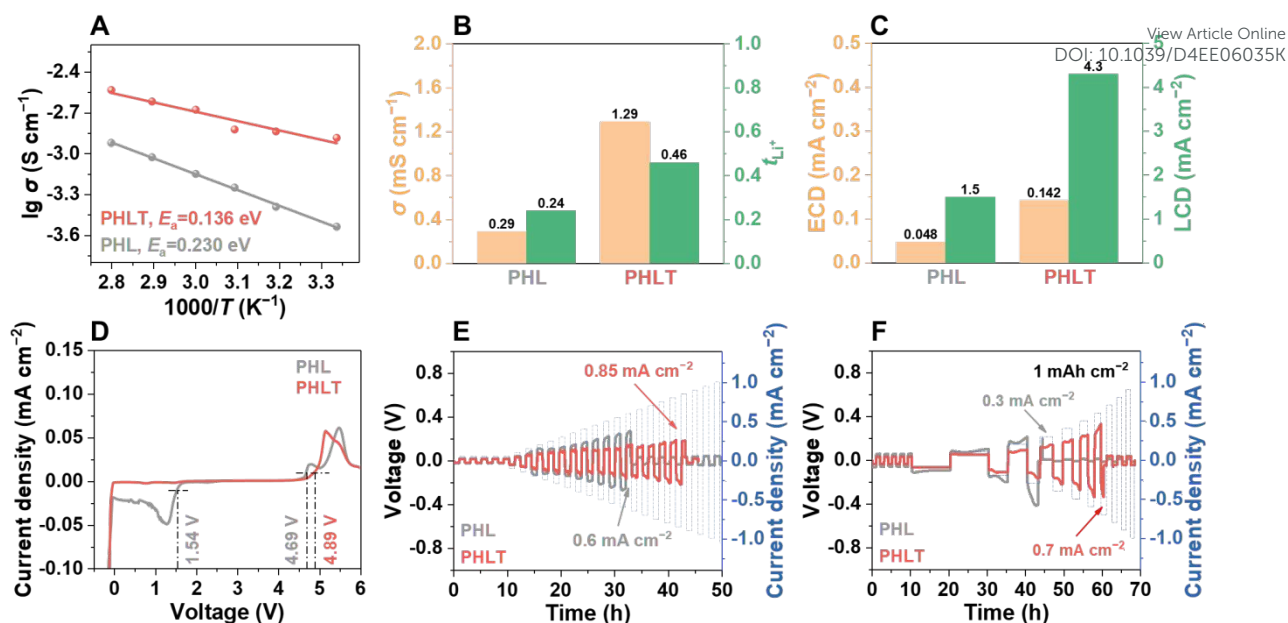 View Article Online
DOI: 10.1039/D4EE06035K
A
lg σ (S cm⁻¹)
-2.4
-2.7
-3.0
-3.3
-3.6
PHLT, Eₐ=0.136 eV
PHL, Eₐ=0.230 eV
2.8 2.9 3.0 3.1 3.2 3.3
1000/T (K⁻¹)
B
σ (mS cm⁻¹)
2.0
1.6
1.2
0.8
0.4
0.0
0.29
0.24
1.29
0.46
PHL PHLT
1.0
0.8
0.6
0.4
0.2
0.0
t_Li⁺
C
ECD (mA cm⁻²)
0.5
0.4
0.3
0.2
0.1
0.0
0.048
1.5
0.142
4.3
PHL PHLT
5
4
3
2
1
0
LCD (mA cm⁻²)
D
Current density (mA cm⁻²)
0.15
0.10
0.05
0.00
-0.05
-0.10
PHL
PHLT
1.54 V
4.69 V
4.89 V
0 1 2 3 4 5 6
Voltage (V)
E
Voltage (V)
0.8
0.4
0.0
-0.4
-0.8
0.85 mA cm⁻²
0.6 mA cm⁻²
PHL
PHLT
0 10 20 30 40 50
Time (h)
1.0
0.5
0.0
-0.5
-1.0
Current density (mA cm⁻²)
F
Voltage (V)
0.8
0.4
0.0
-0.4
-0.8
1 mAh cm⁻²
0.3 mA cm⁻²
0.7 mA cm⁻²
PHL
PHLT
0 10 20 30 40 50 60 70
Time (h)
1.0
0.5
0.0
-0.5
-1.0
Current density (mA cm⁻²)